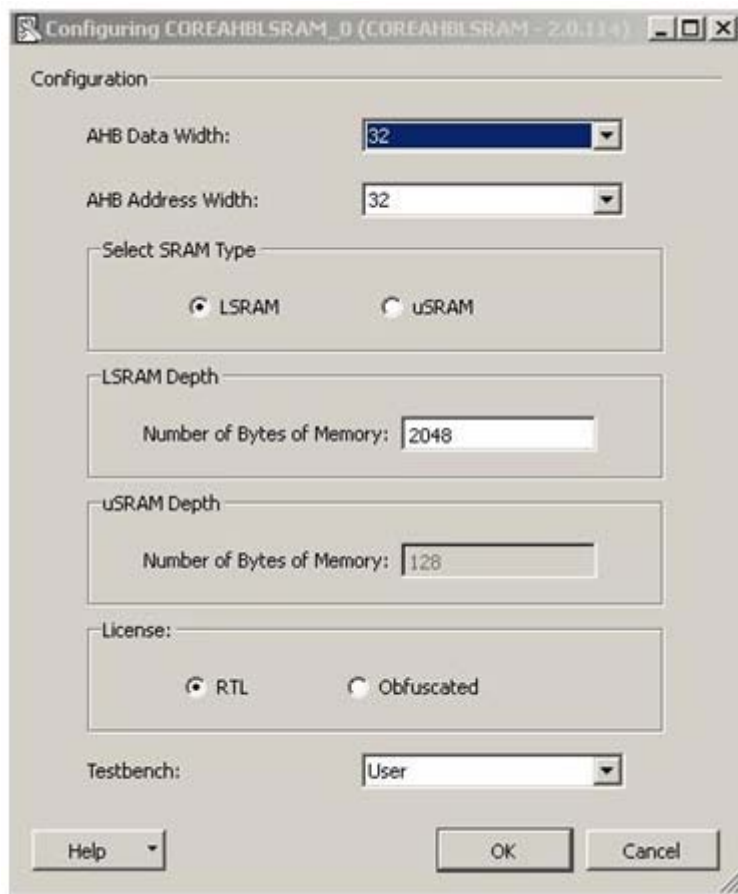 Configuring COREAHBLSRAM_0 (COREAHBLSRAM - 2.0.114)
Configuration
AHB Data Width: 32
AHB Address Width: 32
Select SRAM Type
LSRAM uSRAM
LSRAM Depth
Number of Bytes of Memory: 2048
uSRAM Depth
Number of Bytes of Memory: 128
License:
RTL Obfuscated
Testbench: User
Help OK Cancel